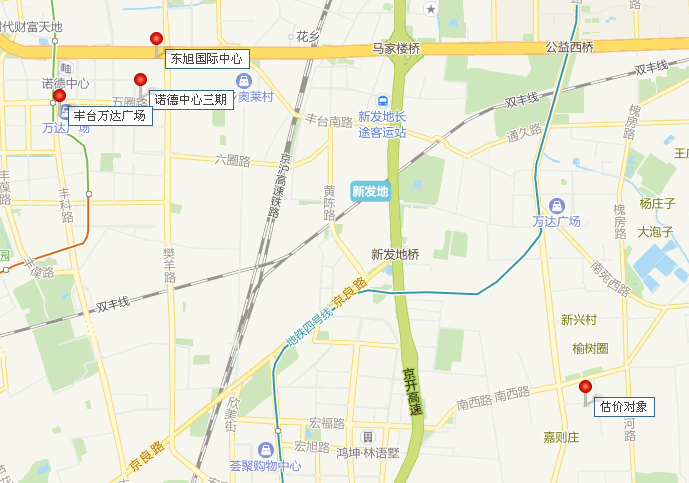 时代财富天地
花乡
东旭国际中心
马家楼桥
公益西桥
诺德中心
双丰线
奥莱村
诺德中心三期
五圈路
双丰线
槐房路
丰台万达广场
万达广场
新发地长
途客运站
丰台南路
通久路
王
六圈路
京沪高速铁路
丰葆路
丰科路
黄陈路
新发地
杨庄子
槐房路
万达广场
大泡子
园
樊羊路
新发地桥
南苑西路
双丰线
京良路
地铁四号线
新兴村
榆树圈
京开高速
估价对象
南西路
南西路
欣美街
宏福路
河路
嘉则庄
宏旭路
鸿坤·林语墅
京良路
荟聚购物中心